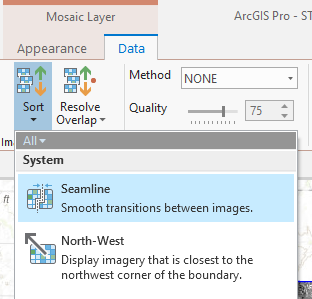 Mosaic Layer
ArcGIS Pro - ST
Appearance
Data
Sort
Resolve
Overlap
Method
NONE
Quality
75
All
System
Seamline
Smooth transitions between images.
North-West
Display imagery that is closest to the
northwest corner of the boundary.
ft